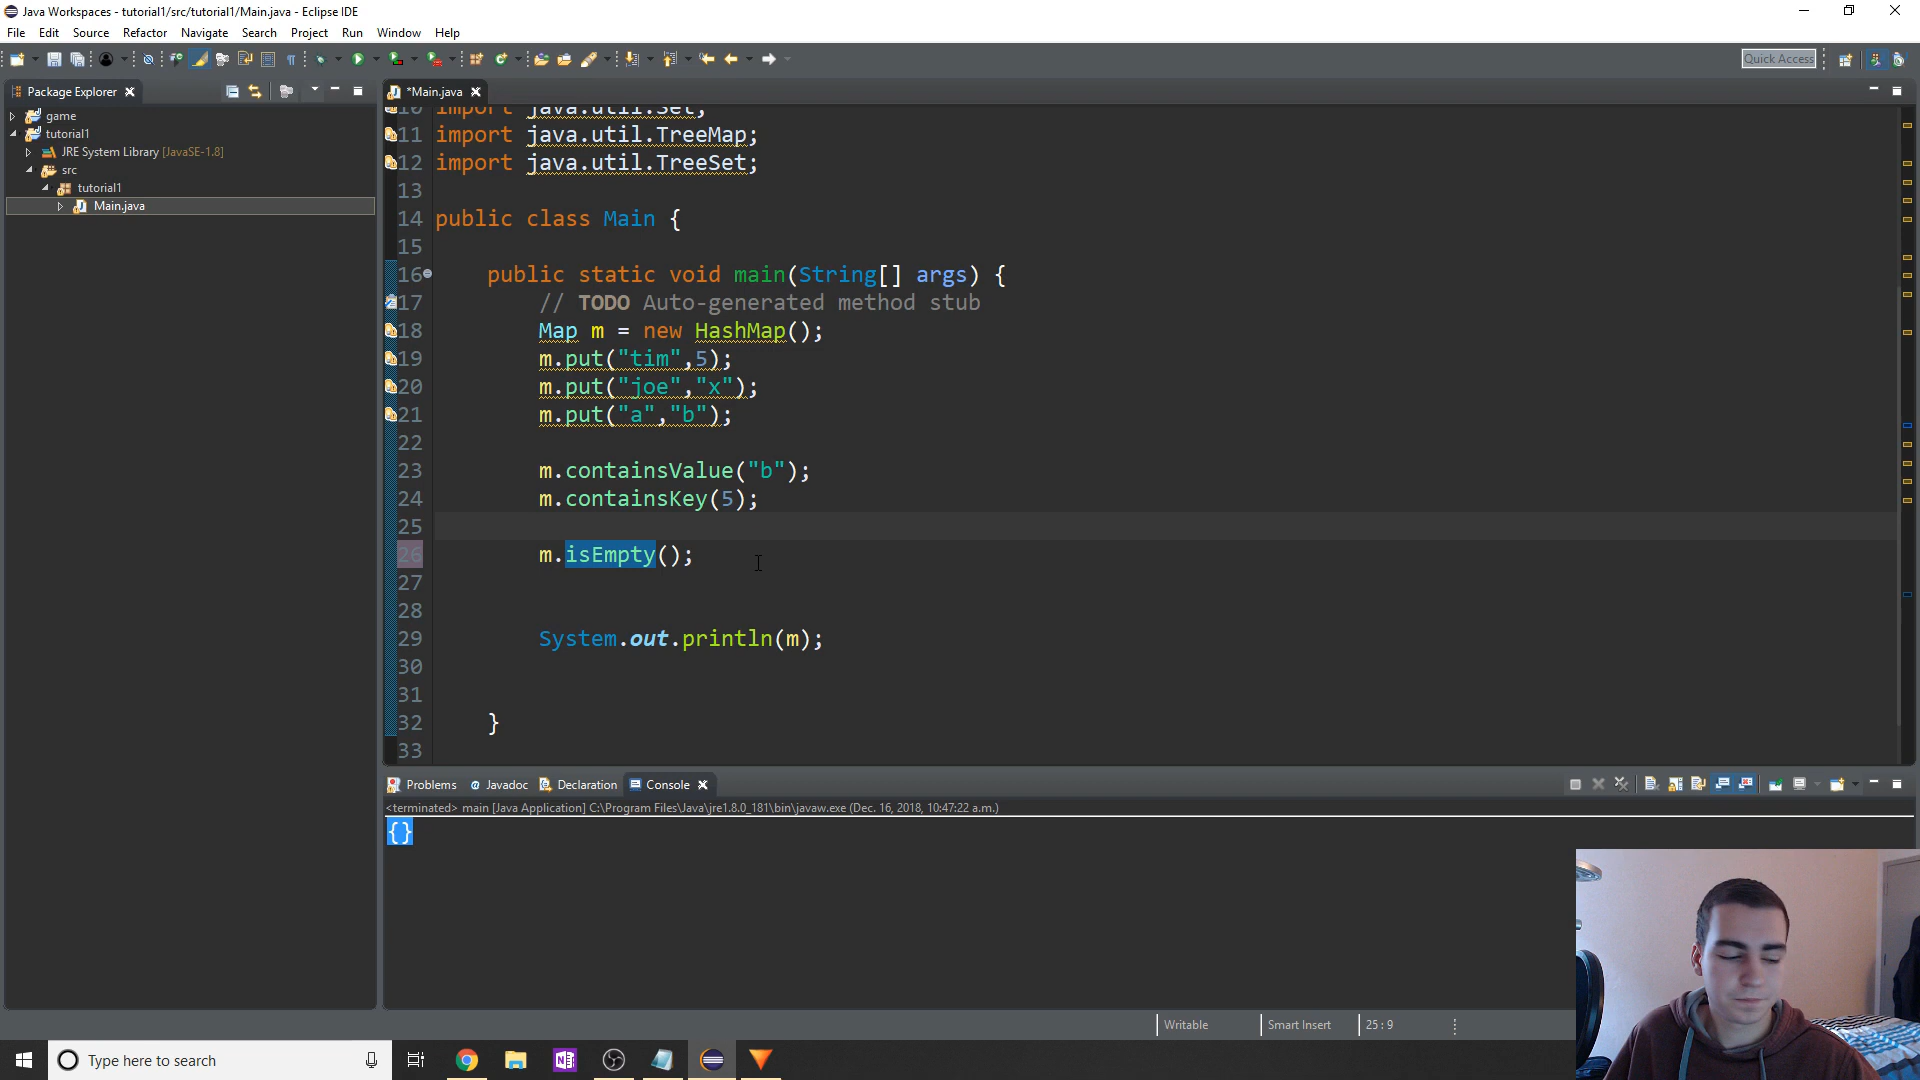 Java Workspaces - tutorial1/src/tutorial1/Main.java - Eclipse IDE
File Edit Source Refactor Navigate Search Project Run Window Help
Quick Access
Package Explorer
*Main.java
game
tutorial1
JRE System Library [JavaSE-1.8]
src
tutorial1
Main.java
10 import java.util.Set;
11 import java.util.TreeMap;
12 import java.util.TreeSet;
13
14 public class Main {
15
16 public static void main(String[] args) {
17 // TODO Auto-generated method stub
18 Map m = new HashMap();
19 m.put("tim",5);
20 m.put("joe","x");
21 m.put("a","b");
22
23 m.containsValue("b");
24 m.containsKey(5);
25
26 m.isEmpty();
27
28
29 System.out.println(m);
30
31
32 }
33
Problems Javadoc Declaration Console
<terminated> main [Java Application] C:\Program Files\Java\jre1.8.0_181\bin\javaw.exe (Dec. 16, 2018, 10:47:22 a.m.)
{}
Writable Smart Insert 25 : 9
Type here to search